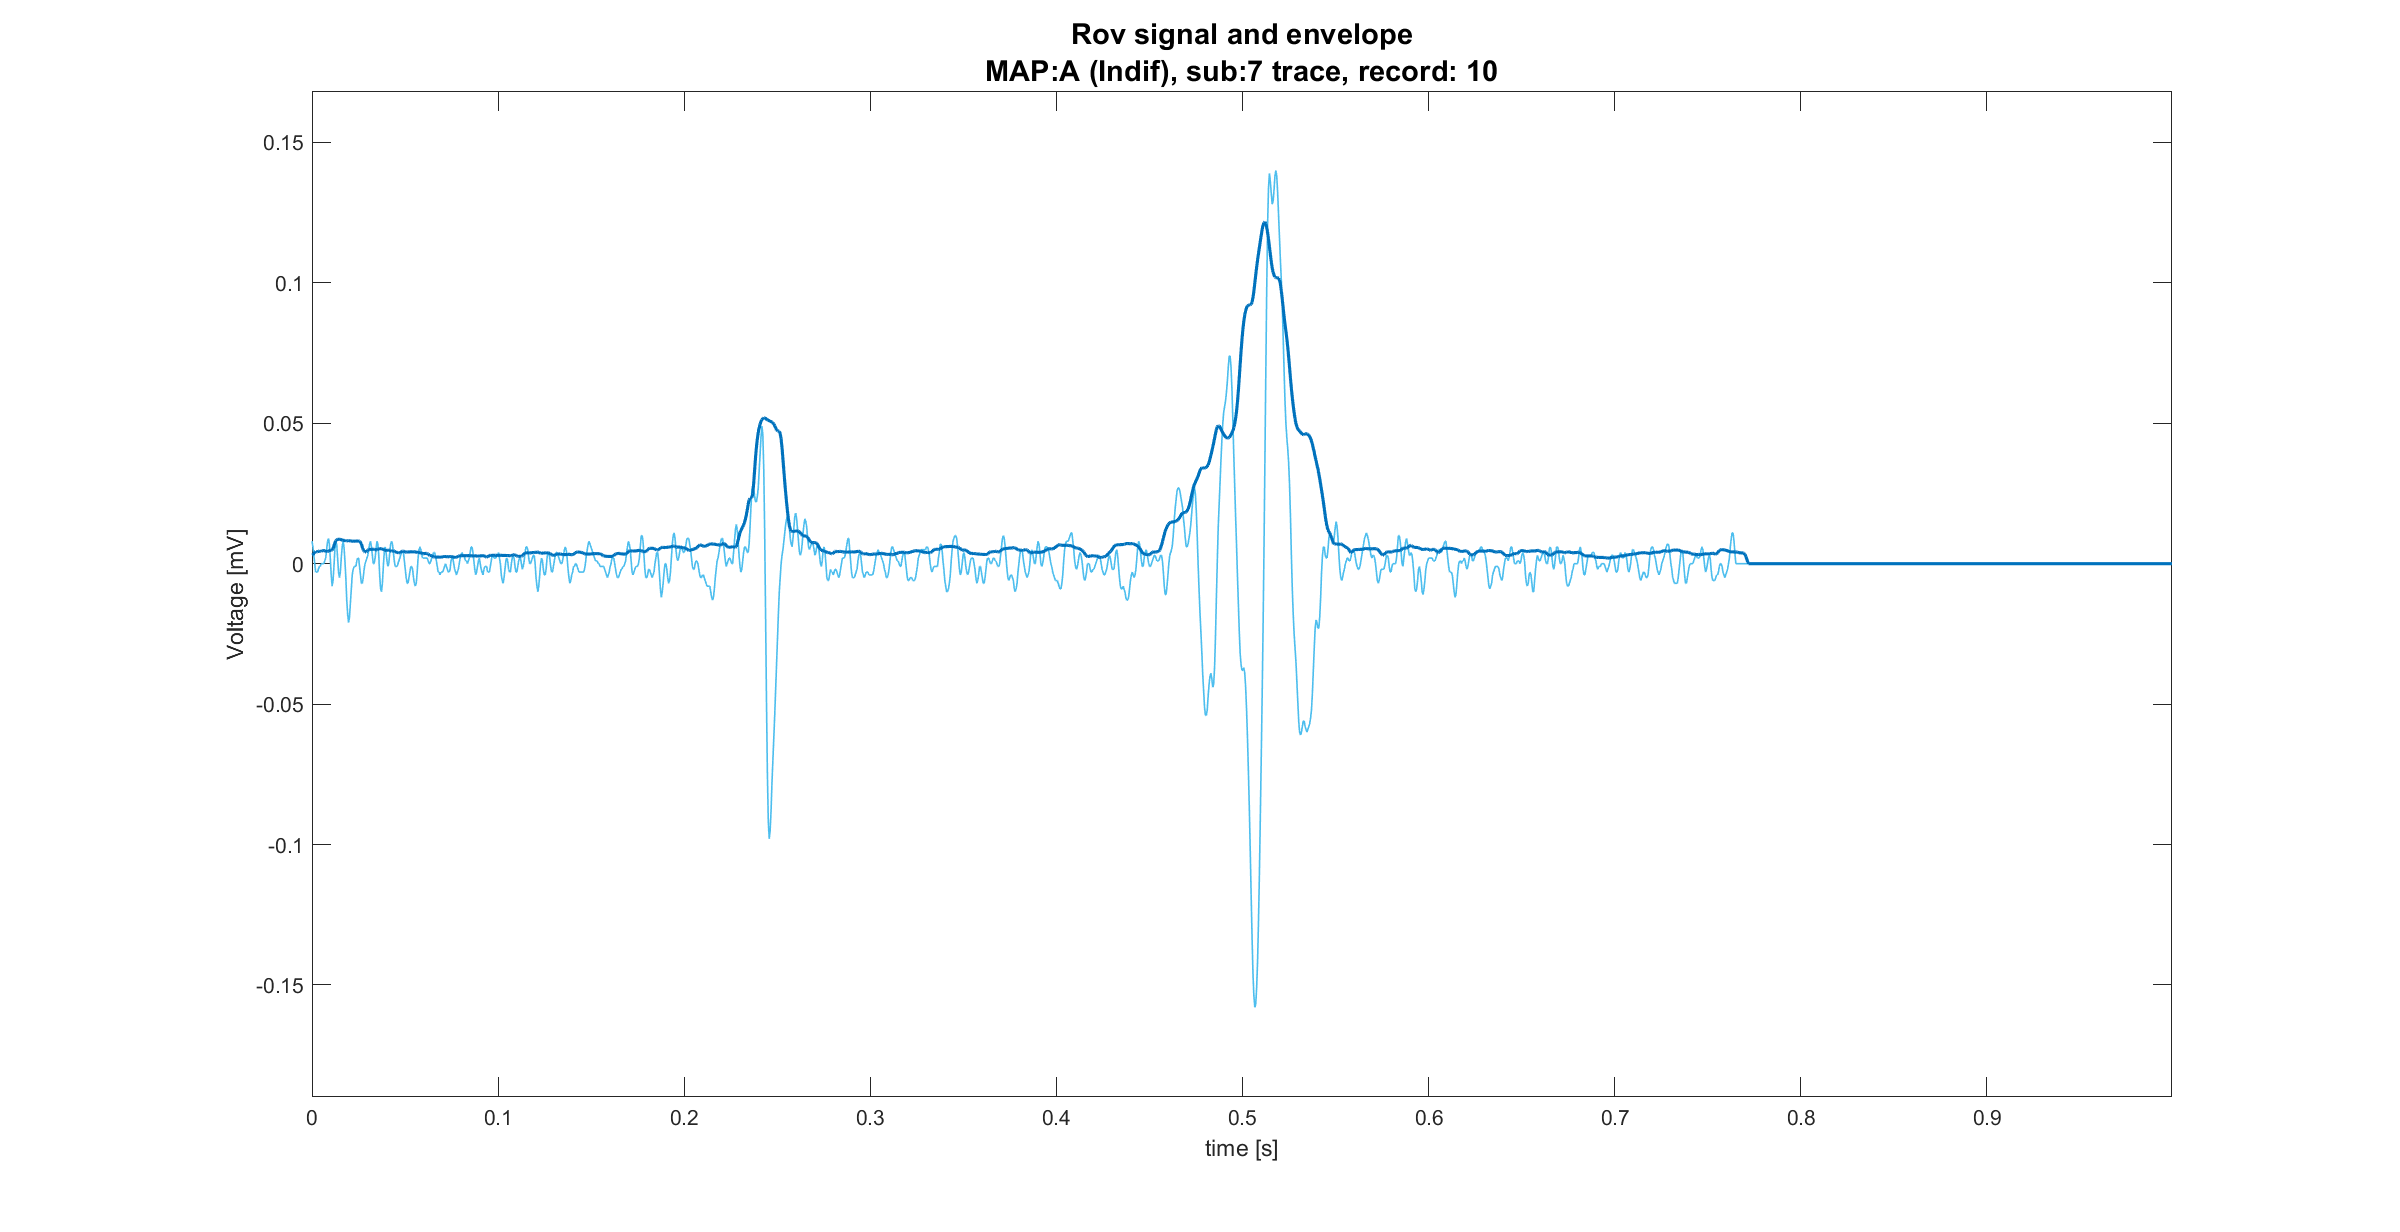 Rov signal and envelope
MAP:A (Indif), sub:7 trace, record: 10
0.15
0.1
0.05
0
-0.05
-0.1
-0.15
Voltage [mV]
0 0.1 0.2 0.3 0.4 0.5 0.6 0.7 0.8 0.9
time [s]